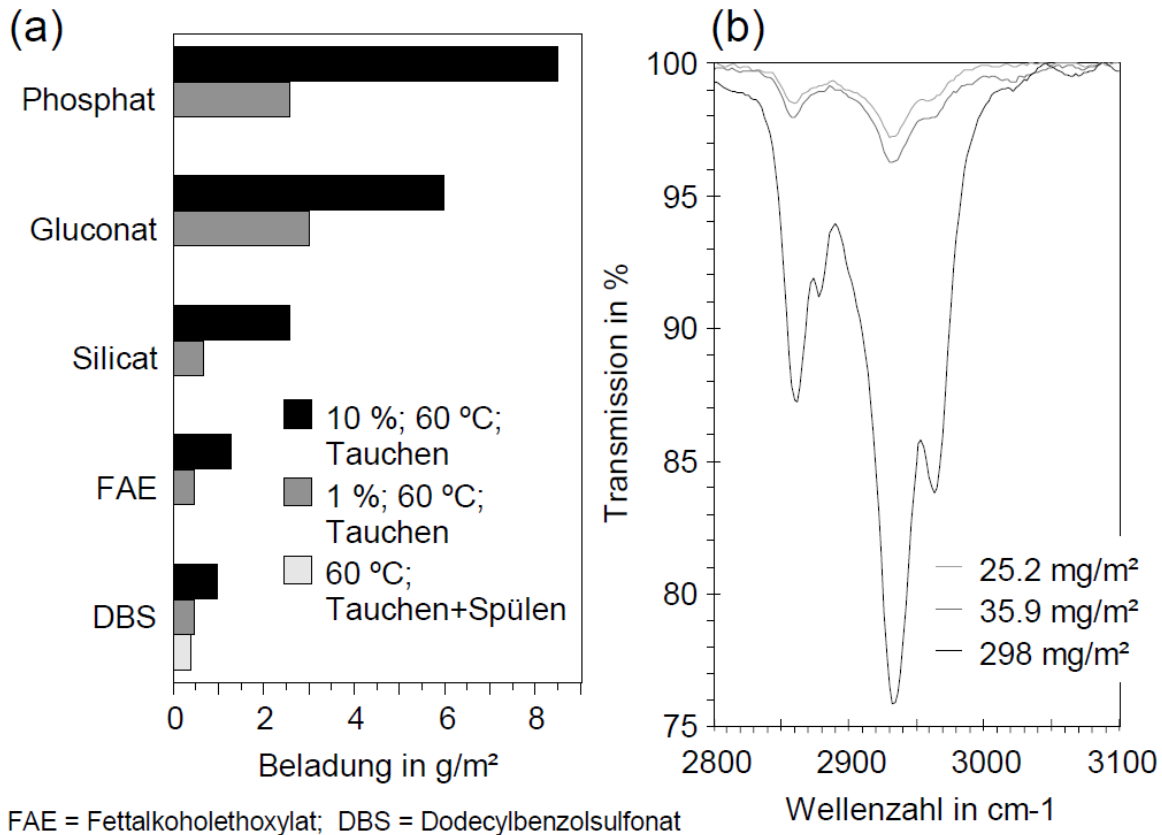 (a)
Phosphat
Gluconat
Silicat
FAE
DBS
10 %; 60 ºC;
Tauchen
1 %; 60 ºC;
Tauchen
60 ºC;
Tauchen+Spülen
0 2 4 6 8
Beladung in g/m²
(b)
100
95
90
85
80
75
Transmission in %
25.2 mg/m²
35.9 mg/m²
298 mg/m²
2800 2900 3000 3100
Wellenzahl in cm-1
FAE = Fettalkoholethoxylat; DBS = Dodecylbenzolsulfonat